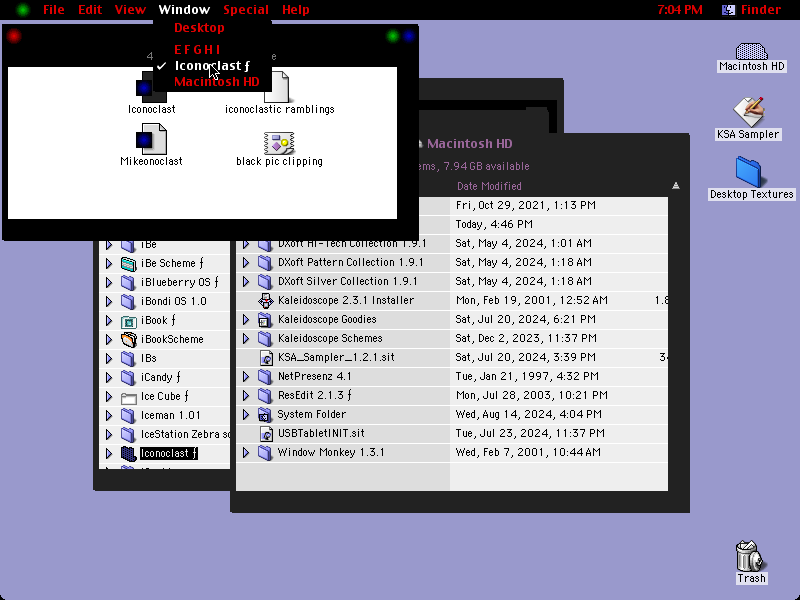 File Edit View Window Special Help 7:04 PM Finder
Desktop
E F G H I
✓ Iconoclast ƒ
Macintosh HD
Iconoclast
iconoclastic ramblings
Mikeonoclast
black pic clipping
Macintosh HD
KSA Sampler
Desktop Textures
Trash
Macintosh HD
ems, 7.94 GB available
Date Modified
Fri, Oct 29, 2021, 1:13 PM
Today, 4:46 PM
DXoft Hi-Tech Collection 1.9.1 Sat, May 4, 2024, 1:01 AM
DXoft Pattern Collection 1.9.1 Sat, May 4, 2024, 1:18 AM
DXoft Silver Collection 1.9.1 Sat, May 4, 2024, 1:18 AM
Kaleidoscope 2.3.1 Installer Mon, Feb 19, 2001, 12:52 AM 1.8
Kaleidoscope Goodies Sat, Jul 20, 2024, 6:21 PM
Kaleidoscope Schemes Sat, Dec 2, 2023, 11:37 PM
KSA_Sampler_1.2.1.sit Sat, Jul 20, 2024, 3:39 PM
NetPresenz 4.1 Tue, Jan 21, 1997, 4:32 PM
ResEdit 2.1.3 ƒ Mon, Jul 28, 2003, 10:21 PM
System Folder Wed, Aug 14, 2024, 4:04 PM
USBTabletINIT.sit Tue, Jul 23, 2024, 11:37 PM
Window Monkey 1.3.1 Wed, Feb 7, 2001, 10:44 AM
iBe
iBe Scheme ƒ
iBlueberry OS ƒ
iBondi OS 1.0
iBook ƒ
iBookScheme
IBs
iCandy ƒ
Ice Cube ƒ
Iceman 1.01
IceStation Zebra
Iconoclast ƒ